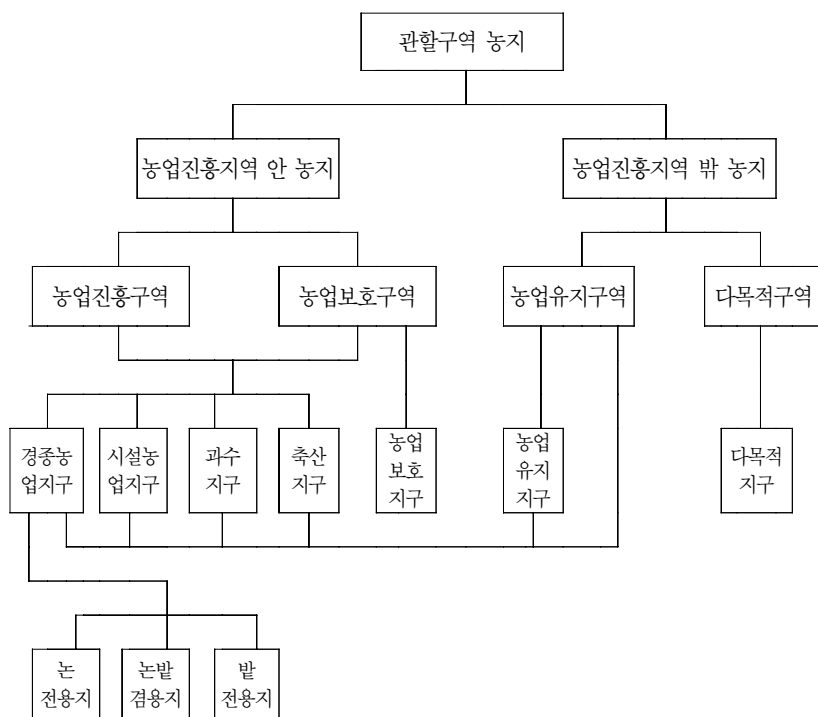 관할구역 농지
농업진흥지역 안 농지
농업진흥지역 밖 농지
농업진흥구역
농업보호구역
농업유지구역
다목적구역
경종농
업지구
시설농
업지구
과수
지구
축산
지구
농업
보호
지구
농업
유지
지구
다목적
지구
논
전용지
논밭
겸용지
밭
전용지